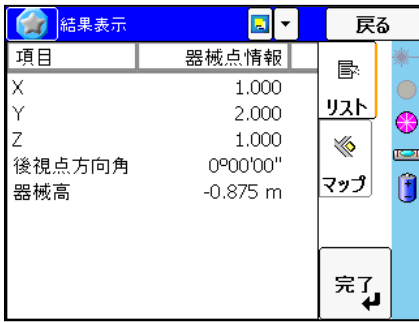 結果表示
戻る
項目 器械点情報
X 1.000
Y 2.000
Z 1.000
後視点方向角 0º00'00"
器械高 -0.875 m
リスト
マップ
完了